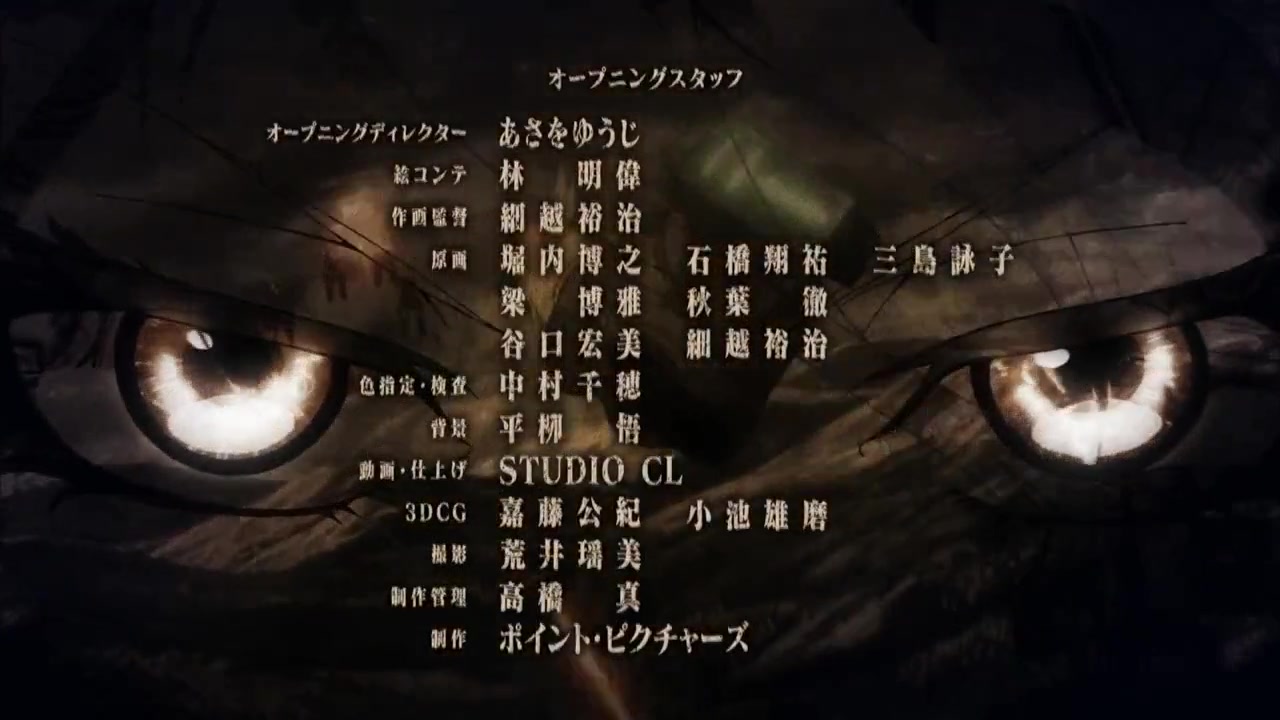 オープニングスタッフ
オープニングディレクター あさをゆうじ
絵コンテ 林 明偉
作画監督 細越裕治
原画 堀内博之 石橋翔祐 三島詠子
梁 博雅 秋葉 徹
谷口宏美 細越裕治
色指定・検査 中村千穂
背景 平柳 悟
動画・仕上げ STUDIO CL
3DCG 嘉藤公紀 小池雄磨
撮影 荒井瑶美
制作管理 高橋 真
制作 ポイント・ピクチャーズ